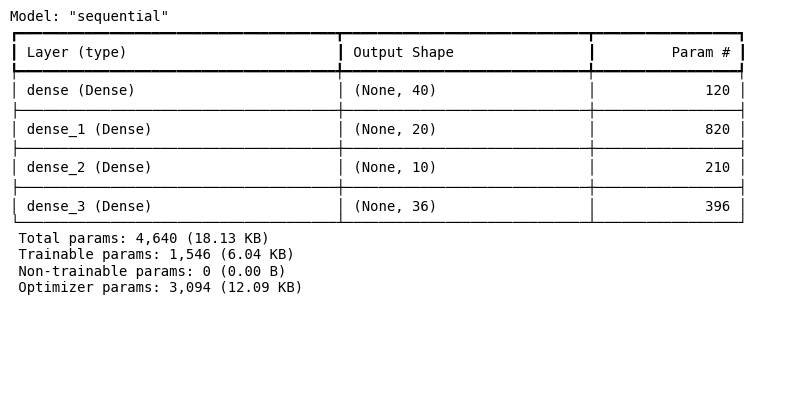 Model: "sequential"
Layer (type) Output Shape Param #
dense (Dense) (None, 40) 120
dense_1 (Dense) (None, 20) 820
dense_2 (Dense) (None, 10) 210
dense_3 (Dense) (None, 36) 396
Total params: 4,640 (18.13 KB)
Trainable params: 1,546 (6.04 KB)
Non-trainable params: 0 (0.00 B)
Optimizer params: 3,094 (12.09 KB)